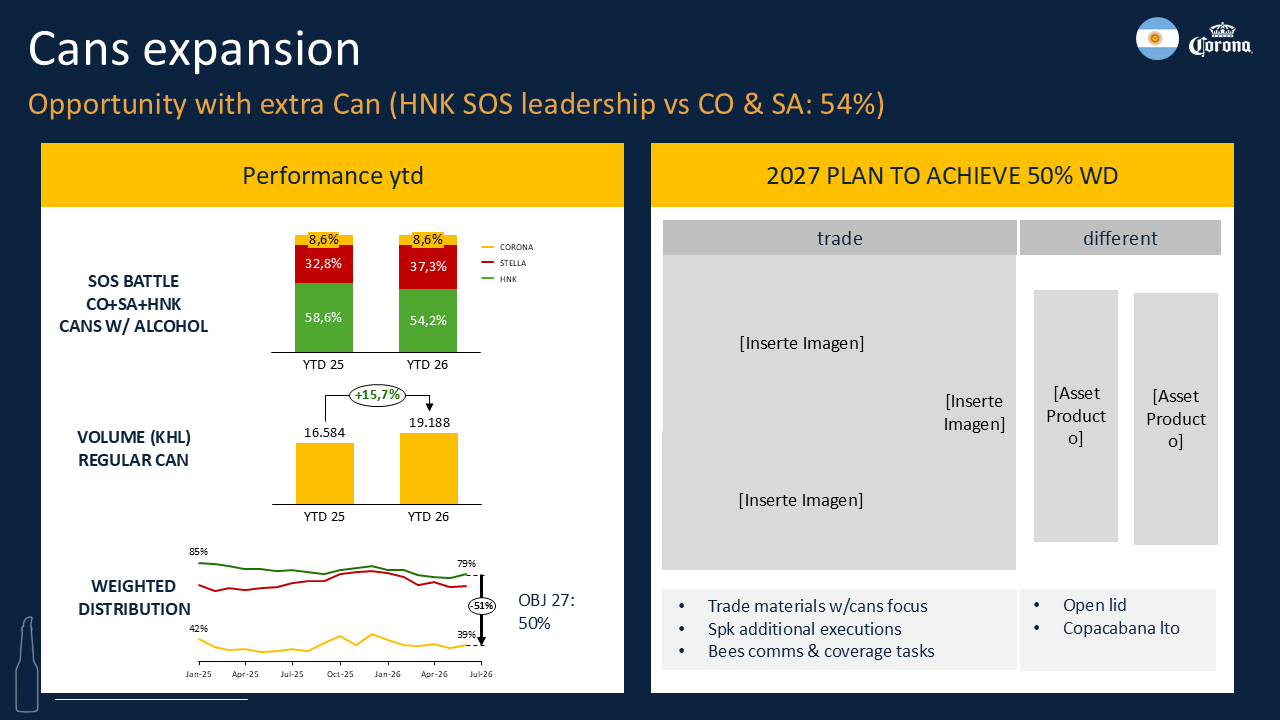 Cans expansion
Corona
Opportunity with extra Can (HNK SOS leadership vs CO & SA: 54%)
Performance ytd
SOS BATTLE
CO+SA+HNK
CANS W/ ALCOHOL
8,6%
8,6%
32,8%
37,3%
58,6%
54,2%
YTD 25
YTD 26
CORONA
STELLA
HNK
VOLUME (KHL)
REGULAR CAN
+15,7%
16.584
19.188
YTD 25
YTD 26
WEIGHTED
DISTRIBUTION
85%
79%
42%
39%
-51%
Jan-25
Apr-25
Jul-25
Oct-25
Jan-26
Apr-26
Jul-26
OBJ 27:
50%
2027 PLAN TO ACHIEVE 50% WD
trade
different
[Inserte Imagen]
[Inserte
Imagen]
[Inserte Imagen]
[Asset
Product
o]
[Asset
Product
o]
• Trade materials w/cans focus
• Spk additional executions
• Bees comms & coverage tasks
• Open lid
• Copacabana lto